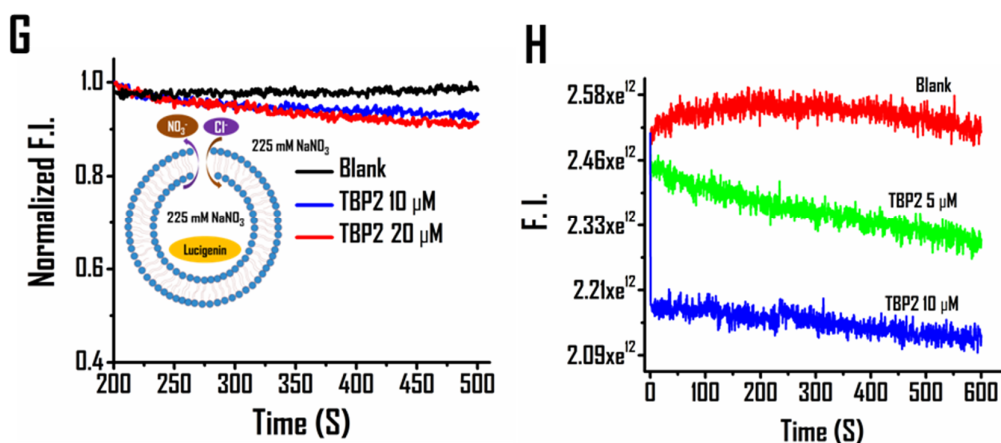 G
Normalized F.I.
1.0
0.8
0.6
0.4
200 250 300 350 400 450 500
Time (S)
NO₃⁻ Cl⁻
225 mM NaNO₃
225 mM NaNO₃
Lucigenin
Blank
TBP2 10 μM
TBP2 20 μM
H
F. I.
2.58xe¹²
2.46xe¹²
2.33xe¹²
2.21xe¹²
2.09xe¹²
Blank
TBP2 5 μM
TBP2 10 μM
0 100 200 300 400 500 600
Time (S)